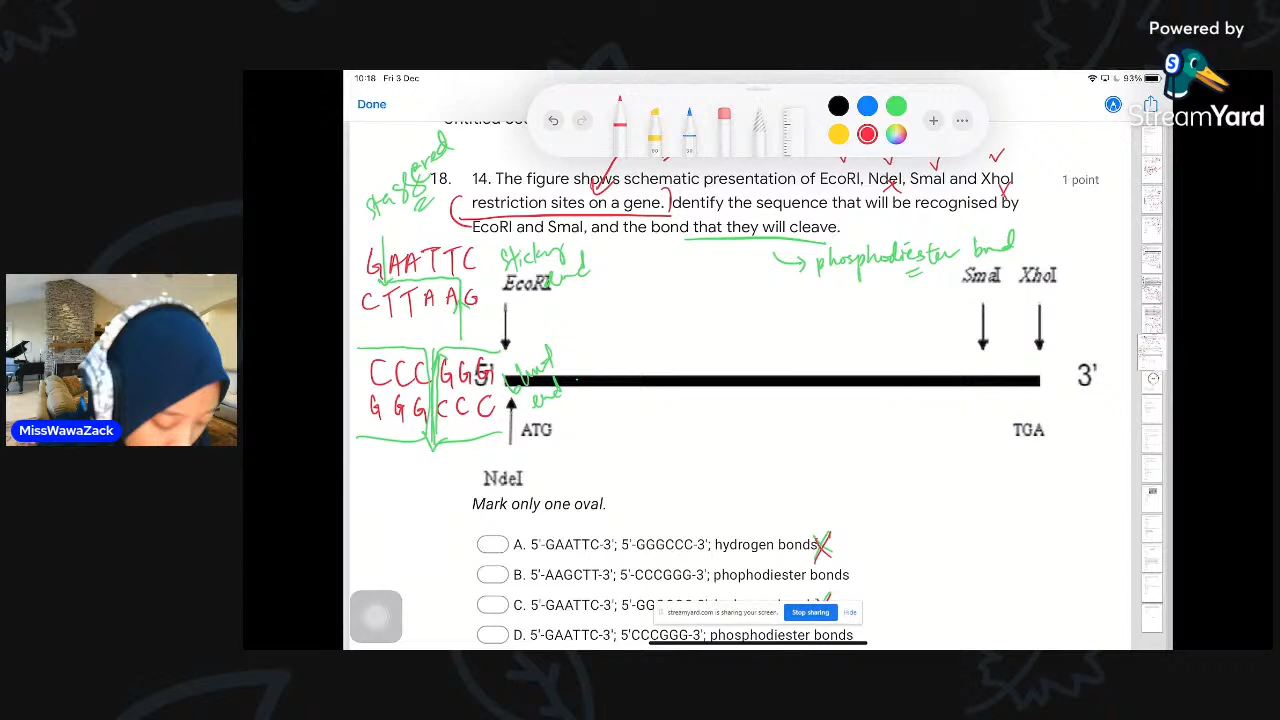 Powered by
StreamYard
10:18 Fri 3 Dec
93%
Done
18. 14. The figure shows schematic presentation of EcoRI, NdeI, SmaI and XhoI
1 point
restriction sites on a gene. Identify the sequence that will be recognised by
EcoRI and SmaI, and the bond that they will cleave.
staggered
phosphodiester bond
GAATTC
sticky
end
CTTAAG
EcoRI
SmaI XhoI
CCCGGG
GGGCCC
blunt
end
5'
3'
ATG
TGA
NdeI
MissWawaZack
Mark only one oval.
A. 5'-GAATTC-3'; 5'-GGGCCC-3'; hydrogen bonds
B. 5'-AAGCTT-3'; 5'-CCCGGG-3'; phophodiester bonds
C. 5'-GAATTC-3'; 5'-GG
streamyard.com is sharing your screen. Stop sharing Hide
D. 5'-GAATTC-3'; 5'CCCGGG-3'; phosphodiester bonds